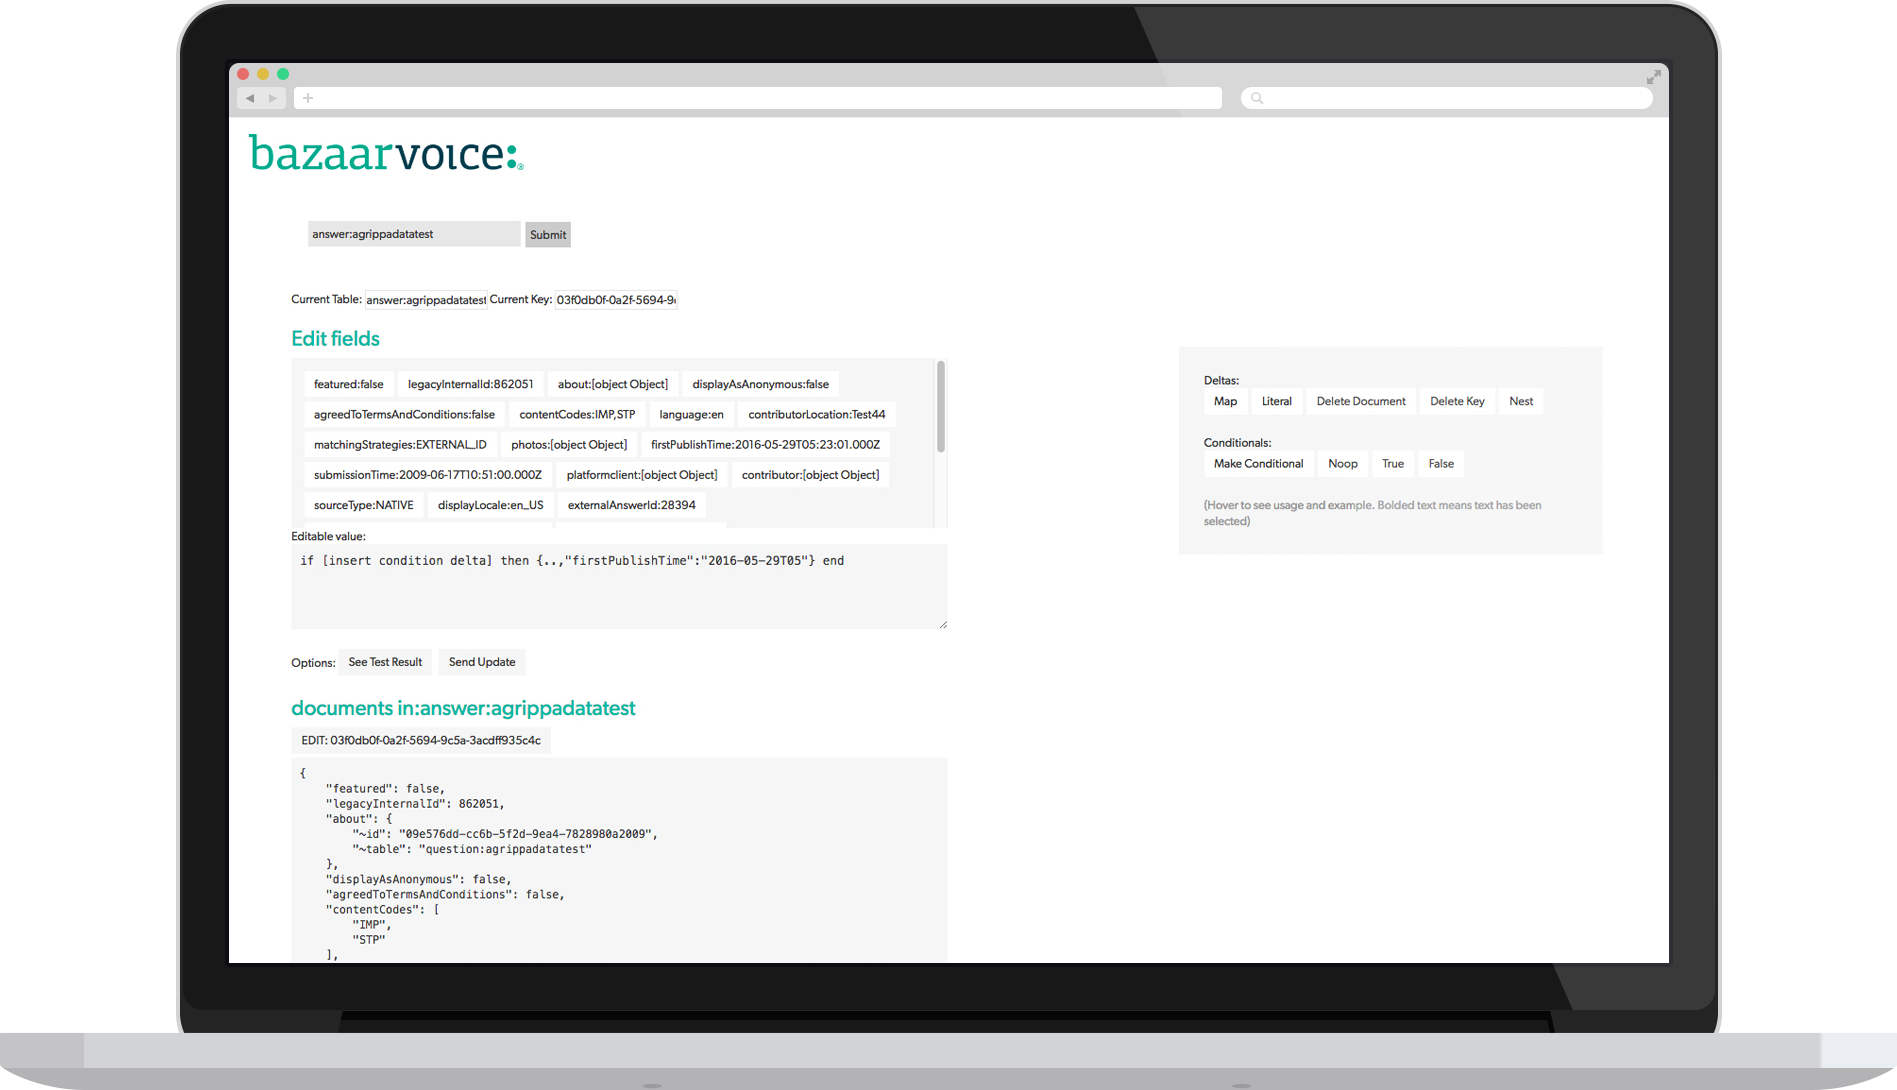 bazaarvoice:®
answer:agrippadatatest Submit
Current Table: answer:agrippadatatest Current Key: 03f0db0f-0a2f-5694-9
Edit fields
featured:false legacyInternalId:862051 about:[object Object] displayAsAnonymous:false
agreedToTermsAndConditions:false contentCodes:IMP,STP language:en contributorLocation:Test44
matchingStrategies:EXTERNAL_ID photos:[object Object] firstPublishTime:2016-05-29T05:23:01.000Z
submissionTime:2009-06-17T10:51:00.000Z platformclient:[object Object] contributor:[object Object]
sourceType:NATIVE displayLocale:en_US externalAnswerId:28394
Editable value:
if [insert condition delta] then {..,"firstPublishTime":"2016-05-29T05"} end
Options: See Test Result Send Update
documents in:answer:agrippadatatest
EDIT: 03f0db0f-0a2f-5694-9c5a-3acdff935c4c
{
"featured": false,
"legacyInternalId": 862051,
"about": {
"~id": "09e576dd-cc6b-5f2d-9ea4-7828980a2009",
"~table": "question:agrippadatatest"
},
"displayAsAnonymous": false,
"agreedToTermsAndConditions": false,
"contentCodes": [
"IMP",
"STP"
],
Deltas:
Map Literal Delete Document Delete Key Nest
Conditionals:
Make Conditional Noop True False
(Hover to see usage and example. Bolded text means text has been
selected)